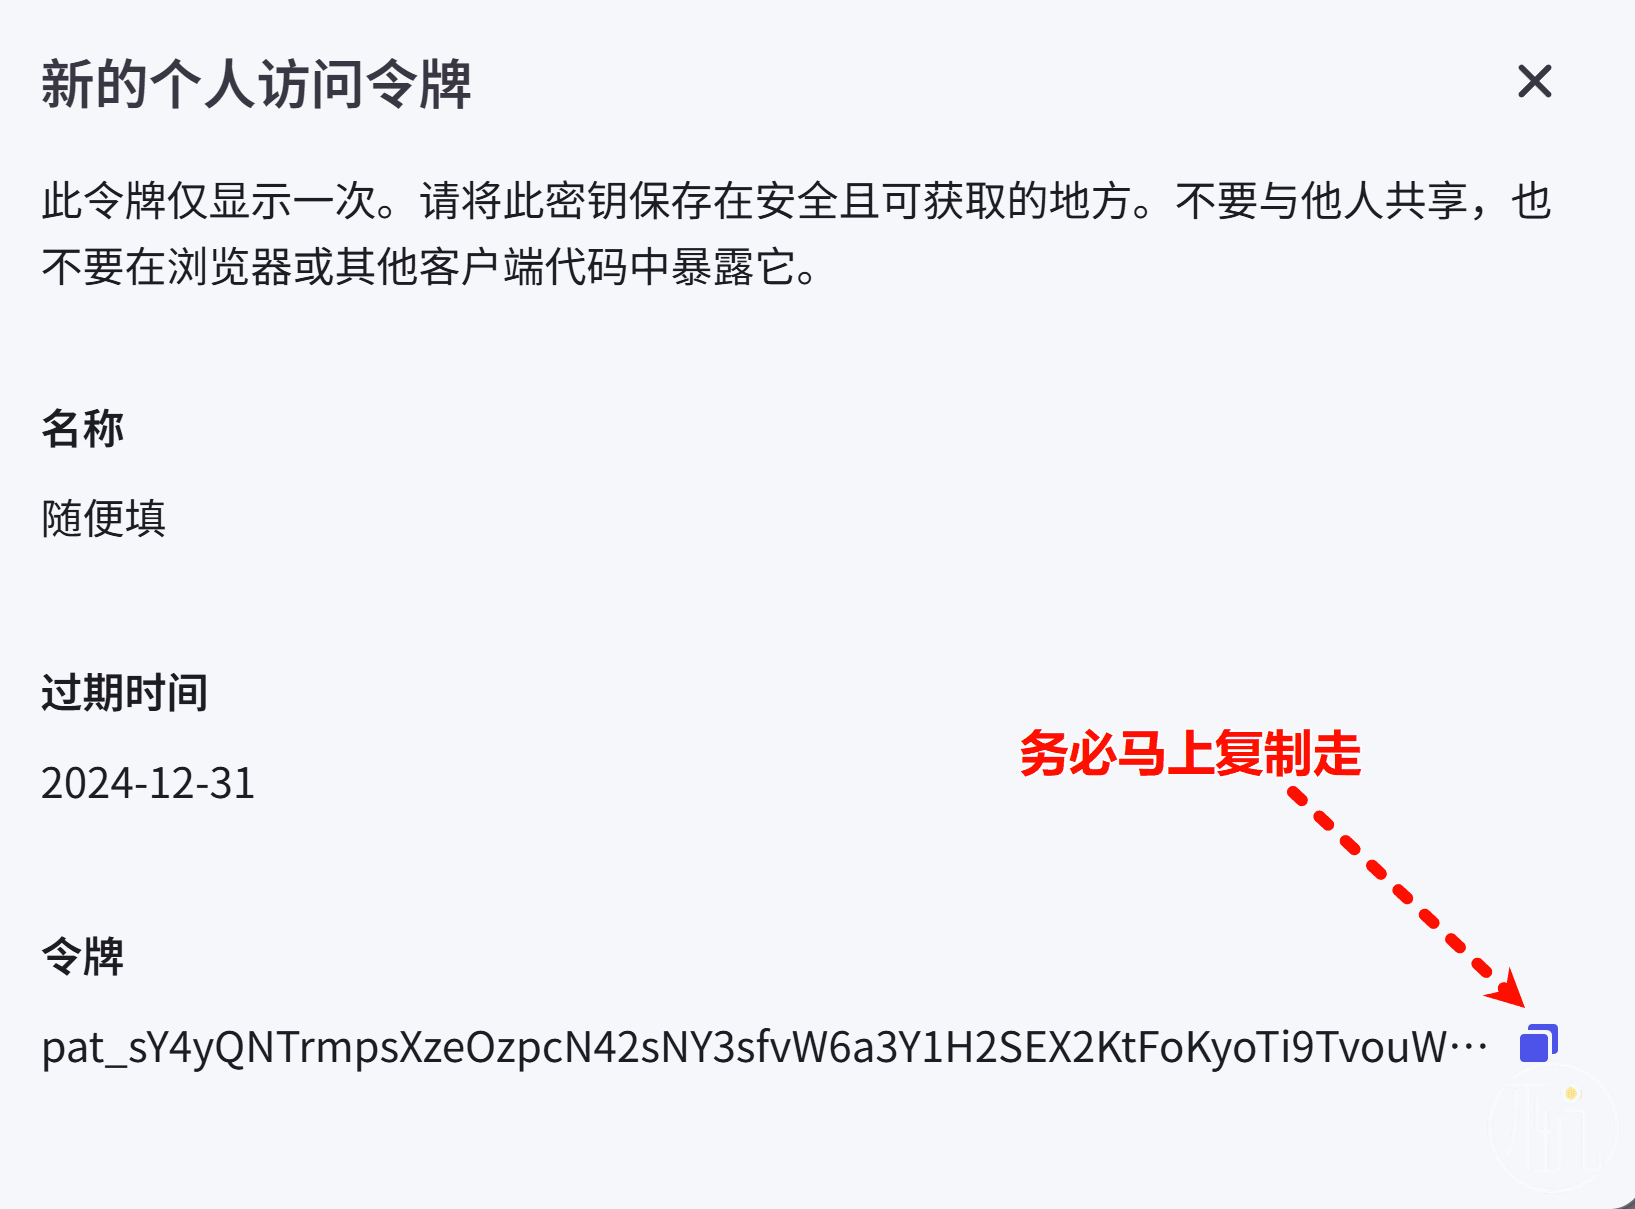 新的个人访问令牌
此令牌仅显示一次。请将此密钥保存在安全且可获取的地方。不要与他人共享，也
不要在浏览器或其他客户端代码中暴露它。
名称
随便填
过期时间
2024-12-31
务必马上复制走
令牌
pat_sY4yQNTrmpsXzeOzpcN42sNY3sfvW6a3Y1H2SEX2KtFoKyoTi9TvouW…